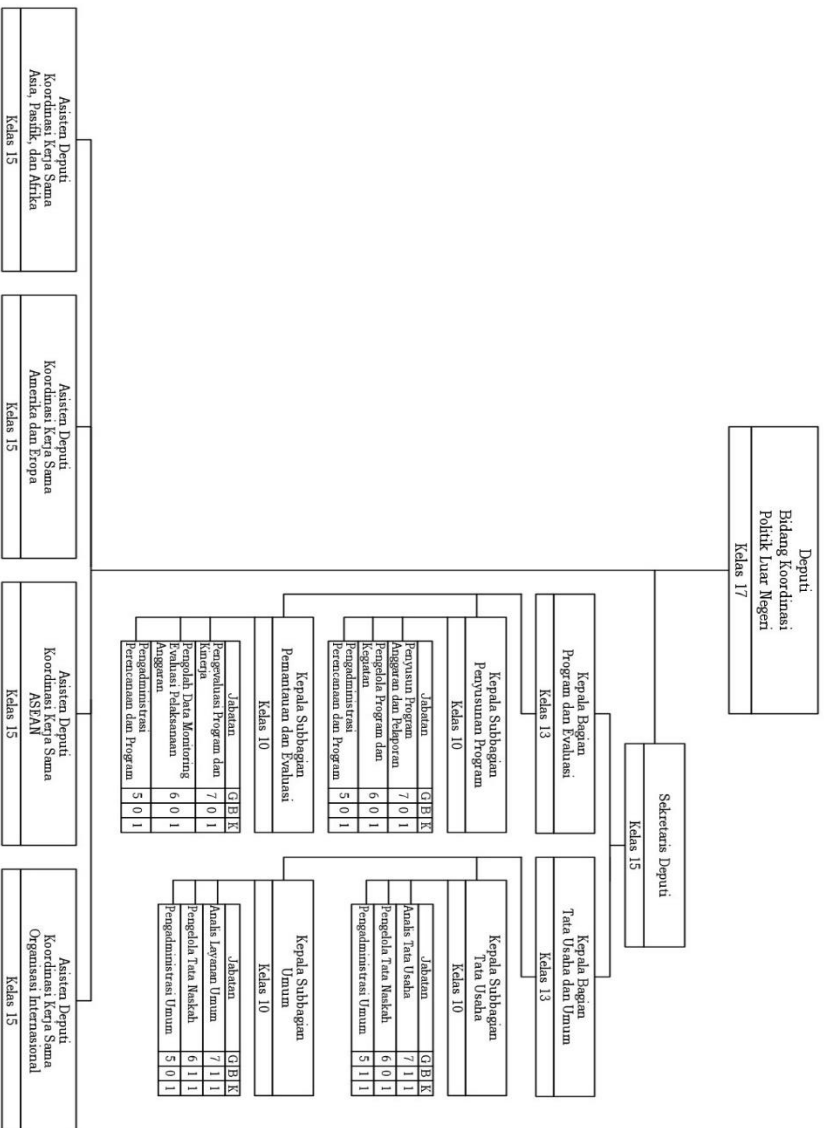 Deputi
Bidang Koordinasi
Politik Luar Negeri
Kelas 17
Sekretaris Deputi
Kelas 15
Kepala Bagian
Program dan Evaluasi
Kelas 13
Kepala Bagian
Tata Usaha dan Umum
Kelas 13
Kepala Subbagian
Penyusunan Program
Kelas 10
Jabatan G B K
Penyusun Program
Anggaran dan Pelaporan 7 0 1
Pengelola Program dan
Kegiatan 6 0 1
Pengadministrasi
Perencanaan dan Program 5 0 1
Kepala Subbagian
Tata Usaha
Kelas 10
Jabatan G B K
Analis Tata Usaha 7 1 1
Pengelola Tata Naskah 6 0 1
Pengadministrasi Umum 5 1 1
Kepala Subbagian
Pemantauan dan Evaluasi
Kelas 10
Jabatan G B K
Pengevaluasi Program dan
Kinerja 7 0 1
Pengolah Data Monitoring
Evaluasi Pelaksanaan
Anggaran 6 0 1
Pengadministrasi
Perencanaan dan Program 5 0 1
Kepala Subbagian
Umum
Kelas 10
Jabatan G B K
Analis Layanan Umum 7 1 1
Pengelola Tata Naskah 6 1 1
Pengadministrasi Umum 5 0 1
Asisten Deputi
Koordinasi Kerja Sama
Asia, Pasifik, dan Afrika
Kelas 15
Asisten Deputi
Koordinasi Kerja Sama
Amerika dan Eropa
Kelas 15
Asisten Deputi
Koordinasi Kerja Sama
ASEAN
Kelas 15
Asisten Deputi
Koordinasi Kerja Sama
Organisasi Internasional
Kelas 15